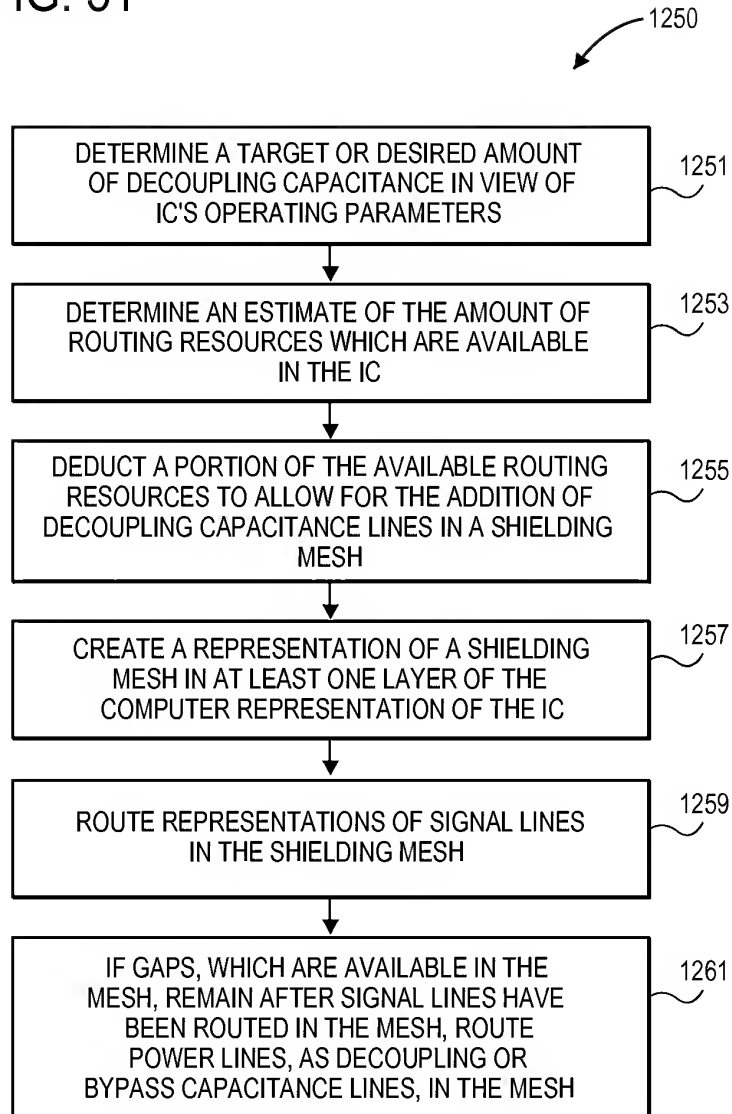 1250
DETERMINE A TARGET OR DESIRED AMOUNT
OF DECOUPLING CAPACITANCE IN VIEW OF
IC'S OPERATING PARAMETERS
1251
DETERMINE AN ESTIMATE OF THE AMOUNT OF
ROUTING RESOURCES WHICH ARE AVAILABLE
IN THE IC
1253
DEDUCT A PORTION OF THE AVAILABLE ROUTING
RESOURCES TO ALLOW FOR THE ADDITION OF
DECOUPLING CAPACITANCE LINES IN A SHIELDING
MESH
1255
CREATE A REPRESENTATION OF A SHIELDING
MESH IN AT LEAST ONE LAYER OF THE
COMPUTER REPRESENTATION OF THE IC
1257
ROUTE REPRESENTATIONS OF SIGNAL LINES
IN THE SHIELDING MESH
1259
IF GAPS, WHICH ARE AVAILABLE IN THE
MESH, REMAIN AFTER SIGNAL LINES HAVE
BEEN ROUTED IN THE MESH, ROUTE
POWER LINES, AS DECOUPLING OR
BYPASS CAPACITANCE LINES, IN THE MESH
1261